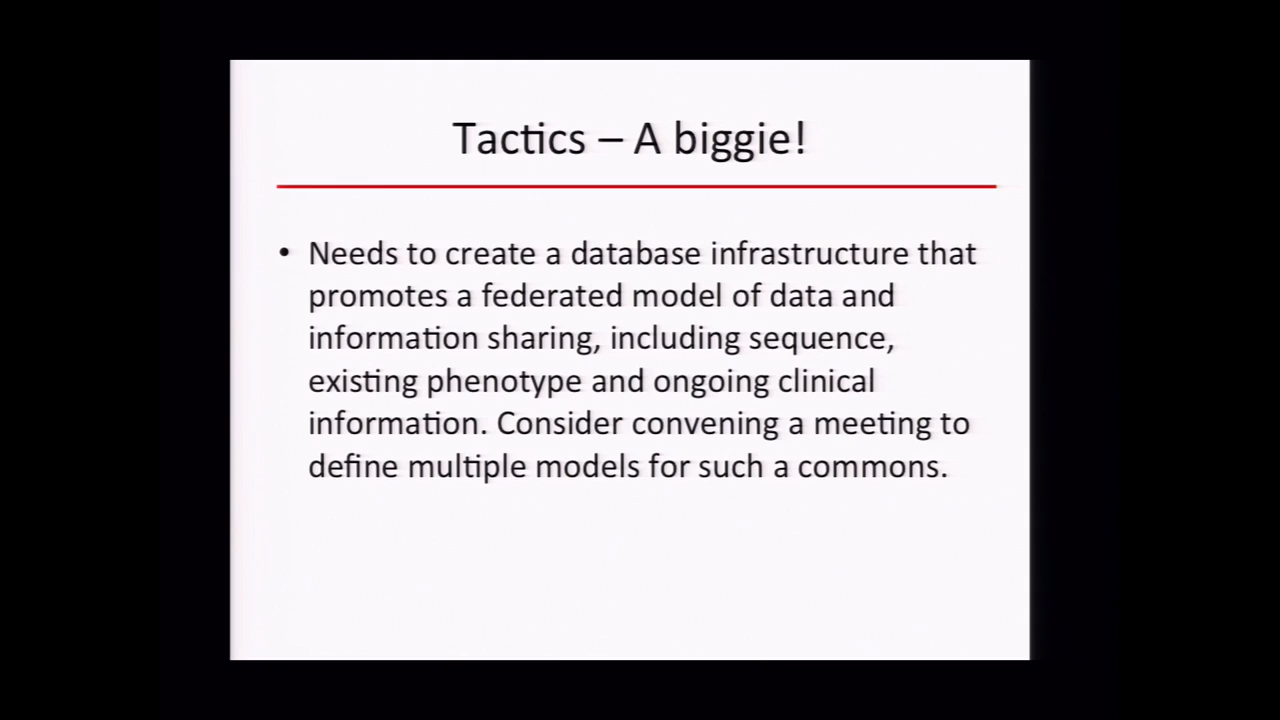 Tactics – A biggie!
• Needs to create a database infrastructure that
promotes a federated model of data and
information sharing, including sequence,
existing phenotype and ongoing clinical
information. Consider convening a meeting to
define multiple models for such a commons.